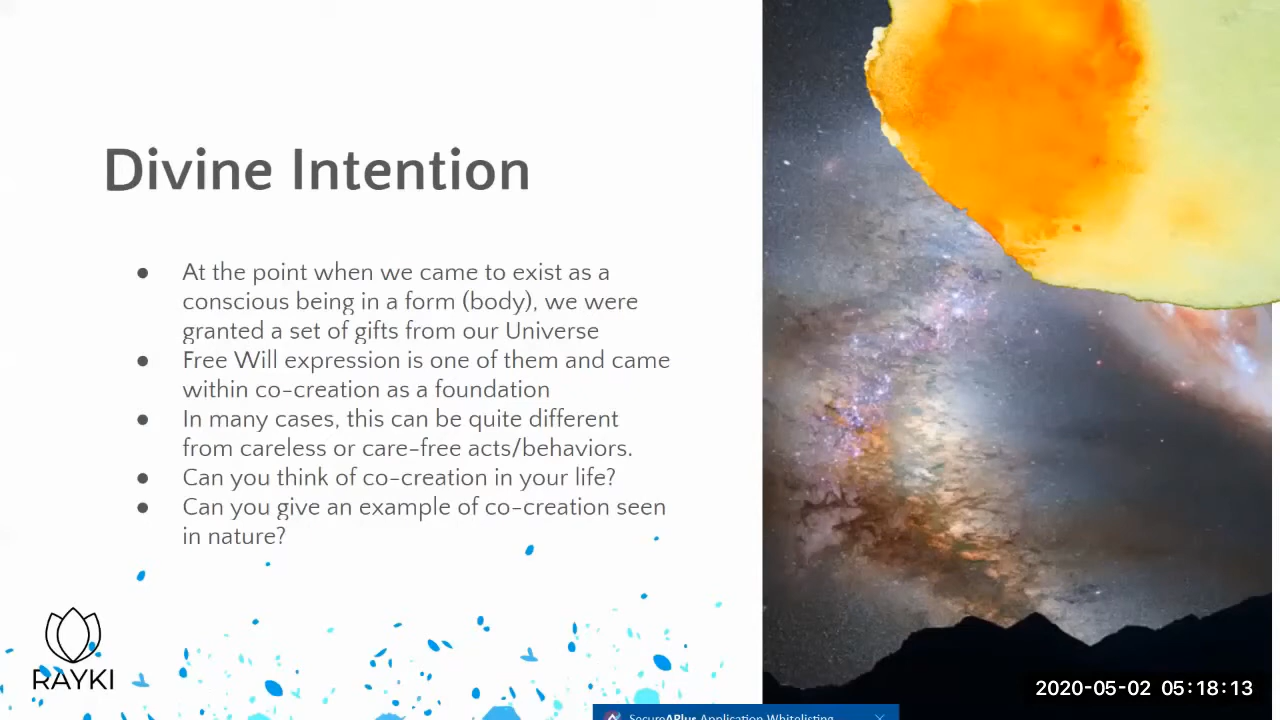 Divine Intention
● At the point when we came to exist as a
conscious being in a form (body), we were
granted a set of gifts from our Universe
● Free Will expression is one of them and came
within co-creation as a foundation
● In many cases, this can be quite different
from careless or care-free acts/behaviors.
● Can you think of co-creation in your life?
● Can you give an example of co-creation seen
in nature?
RAYKI
2020-05-02 05:18:13
SecureAPlus Application Whitelisting